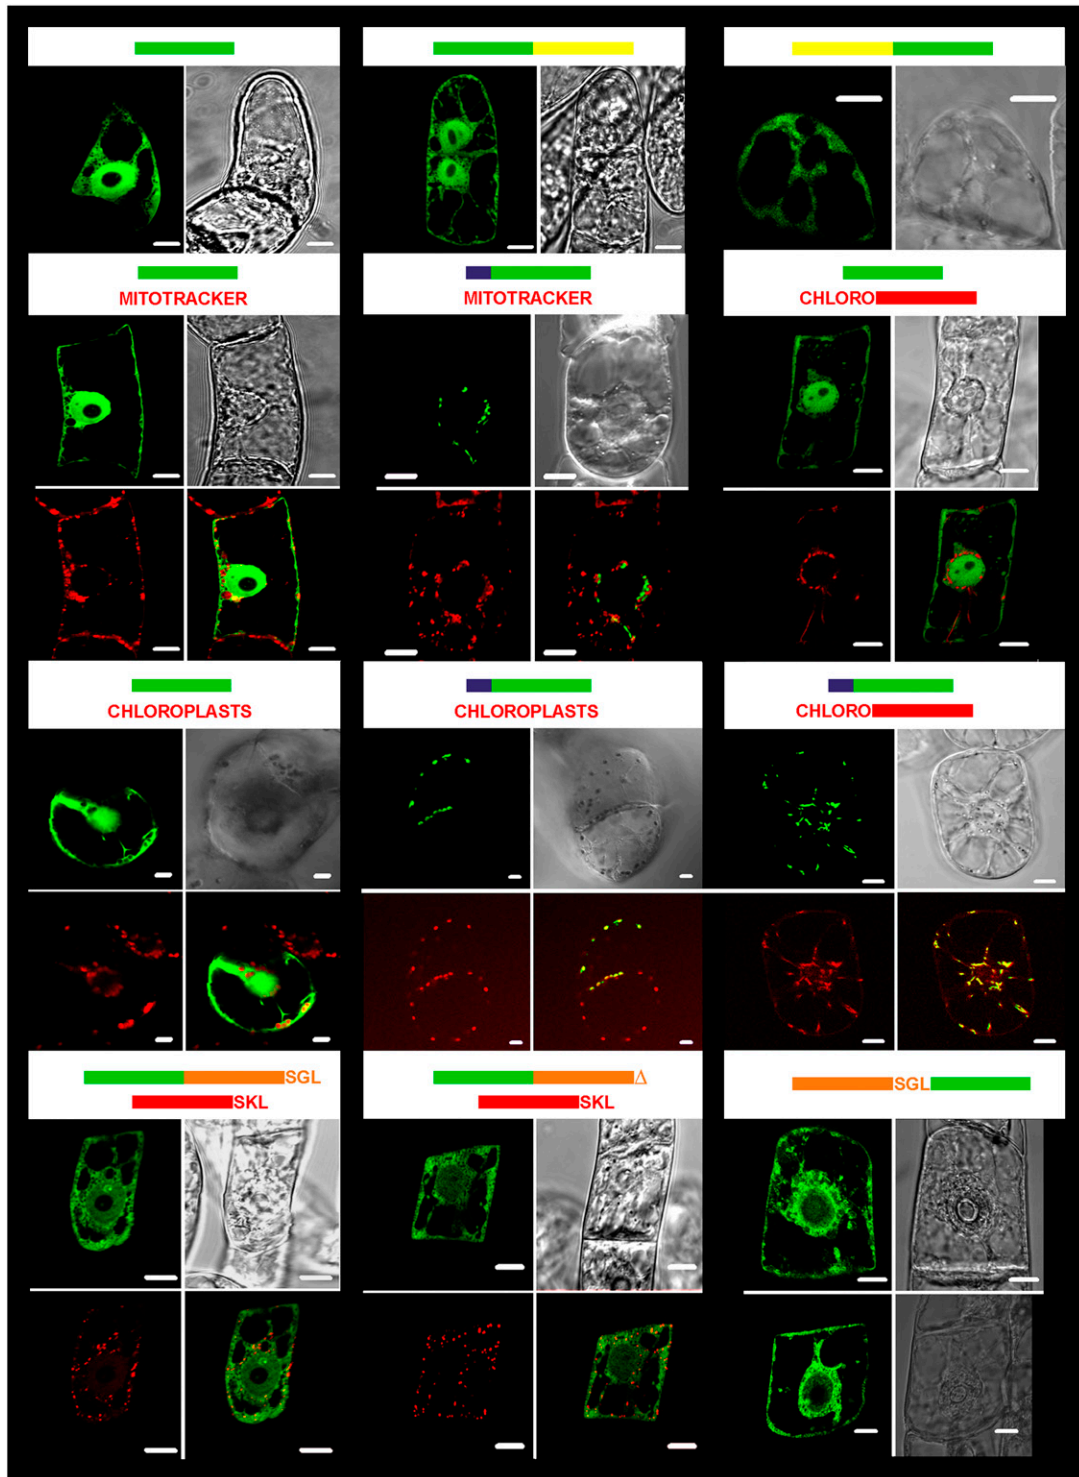 MITOTRACKER
MITOTRACKER
CHLORO
CHLOROPLASTS
CHLOROPLASTS
CHLORO
SGL
SKL
Δ
SKL
SGL